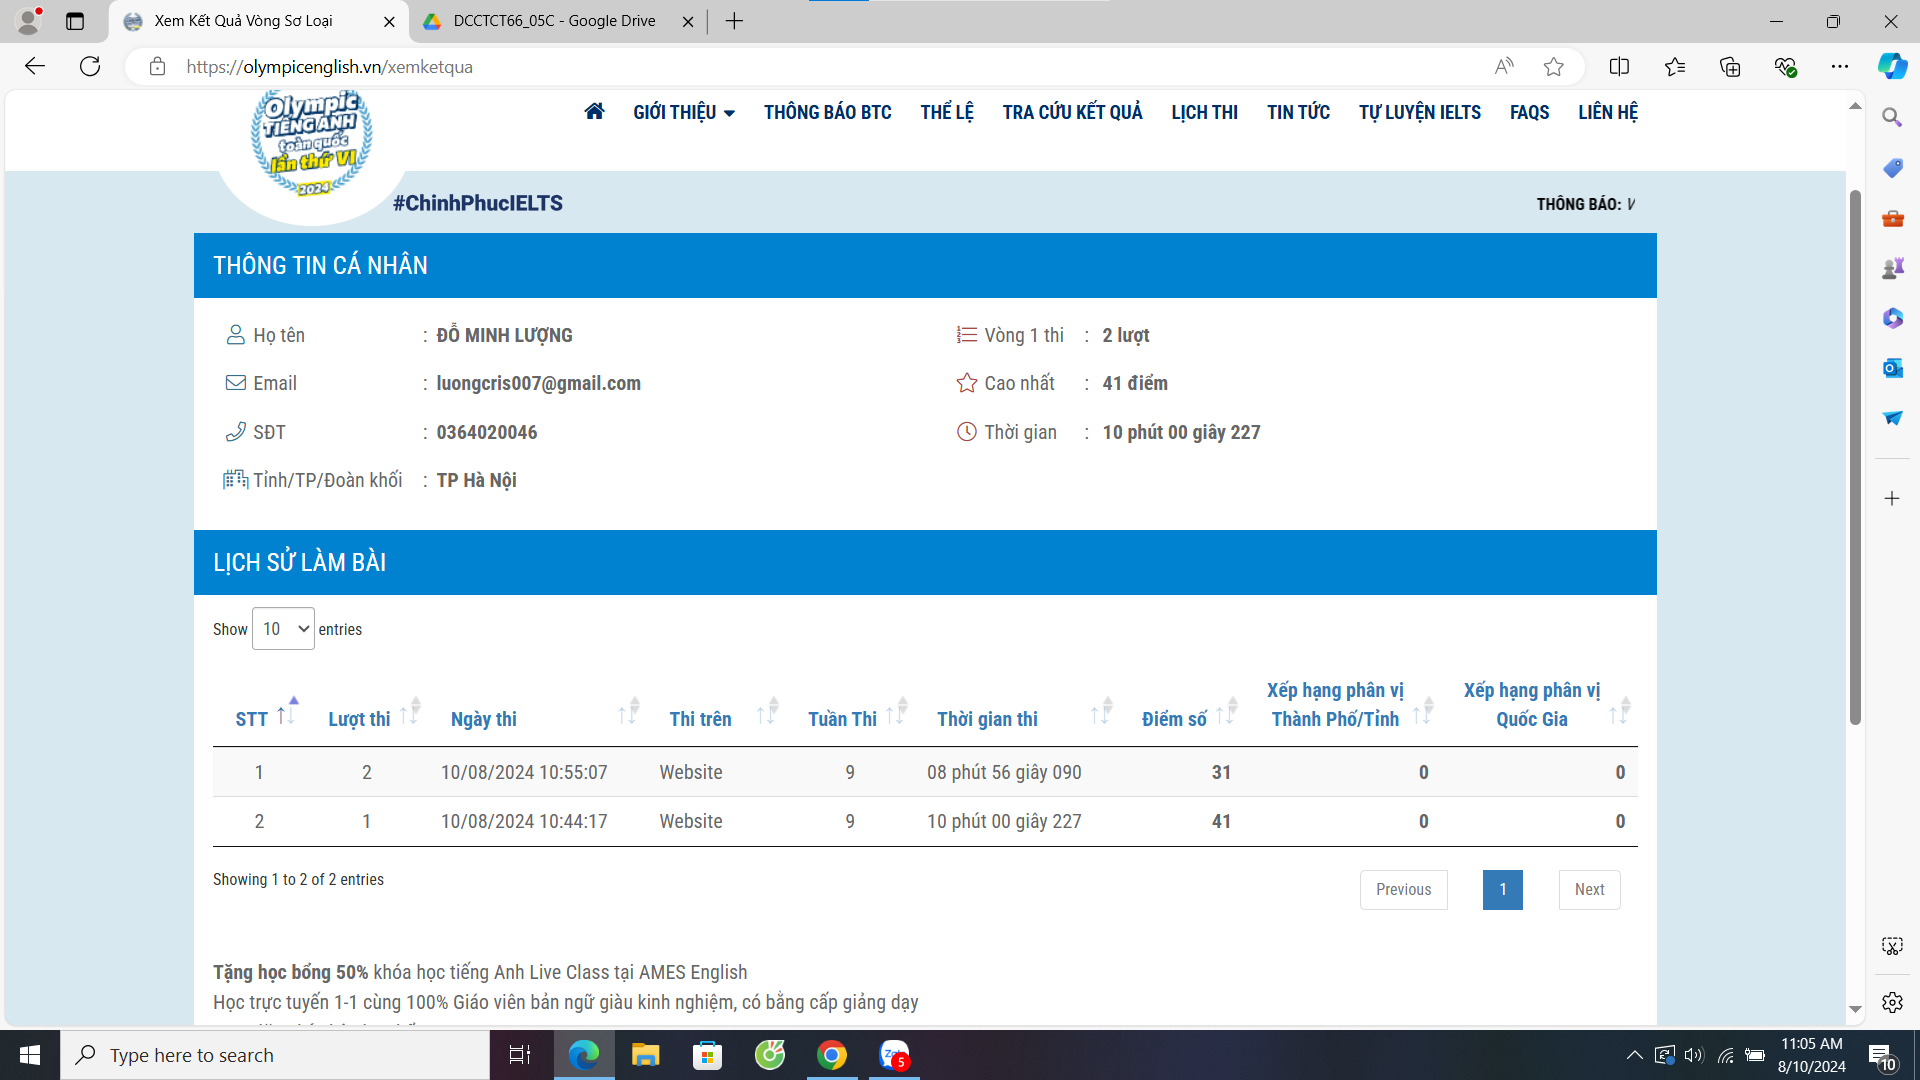 Xem Kết Quả Vòng Sơ Loại
DCCTCT66_05C - Google Drive
https://olympicenglish.vn/xemketqua
Olympic
TIẾNG ANH
toàn quốc
lần thứ VI
2024
GIỚI THIỆU
THÔNG BÁO BTC
THỂ LỆ
TRA CỨU KẾT QUẢ
LỊCH THI
TIN TỨC
TỰ LUYỆN IELTS
FAQS
LIÊN HỆ
#ChinhPhucIELTS
THÔNG BÁO:
THÔNG TIN CÁ NHÂN
Họ tên : ĐỖ MINH LƯỢNG
Vòng 1 thi : 2 lượt
Email : luongcris007@gmail.com
Cao nhất : 41 điểm
SĐT : 0364020046
Thời gian : 10 phút 00 giây 227
Tỉnh/TP/Đoàn khối : TP Hà Nội
LỊCH SỬ LÀM BÀI
Show 10 entries
STT Lượt thi Ngày thi Thi trên Tuần Thi Thời gian thi Điểm số Xếp hạng phân vị Thành Phố/Tỉnh Xếp hạng phân vị Quốc Gia
1 2 10/08/2024 10:55:07 Website 9 08 phút 56 giây 090 31 0 0
2 1 10/08/2024 10:44:17 Website 9 10 phút 00 giây 227 41 0 0
Showing 1 to 2 of 2 entries
Previous 1 Next
Tặng học bổng 50% khóa học tiếng Anh Live Class tại AMES English
Học trực tuyến 1-1 cùng 100% Giáo viên bản ngữ giàu kinh nghiệm, có bằng cấp giảng dạy
Type here to search
5
11:05 AM
8/10/2024
10